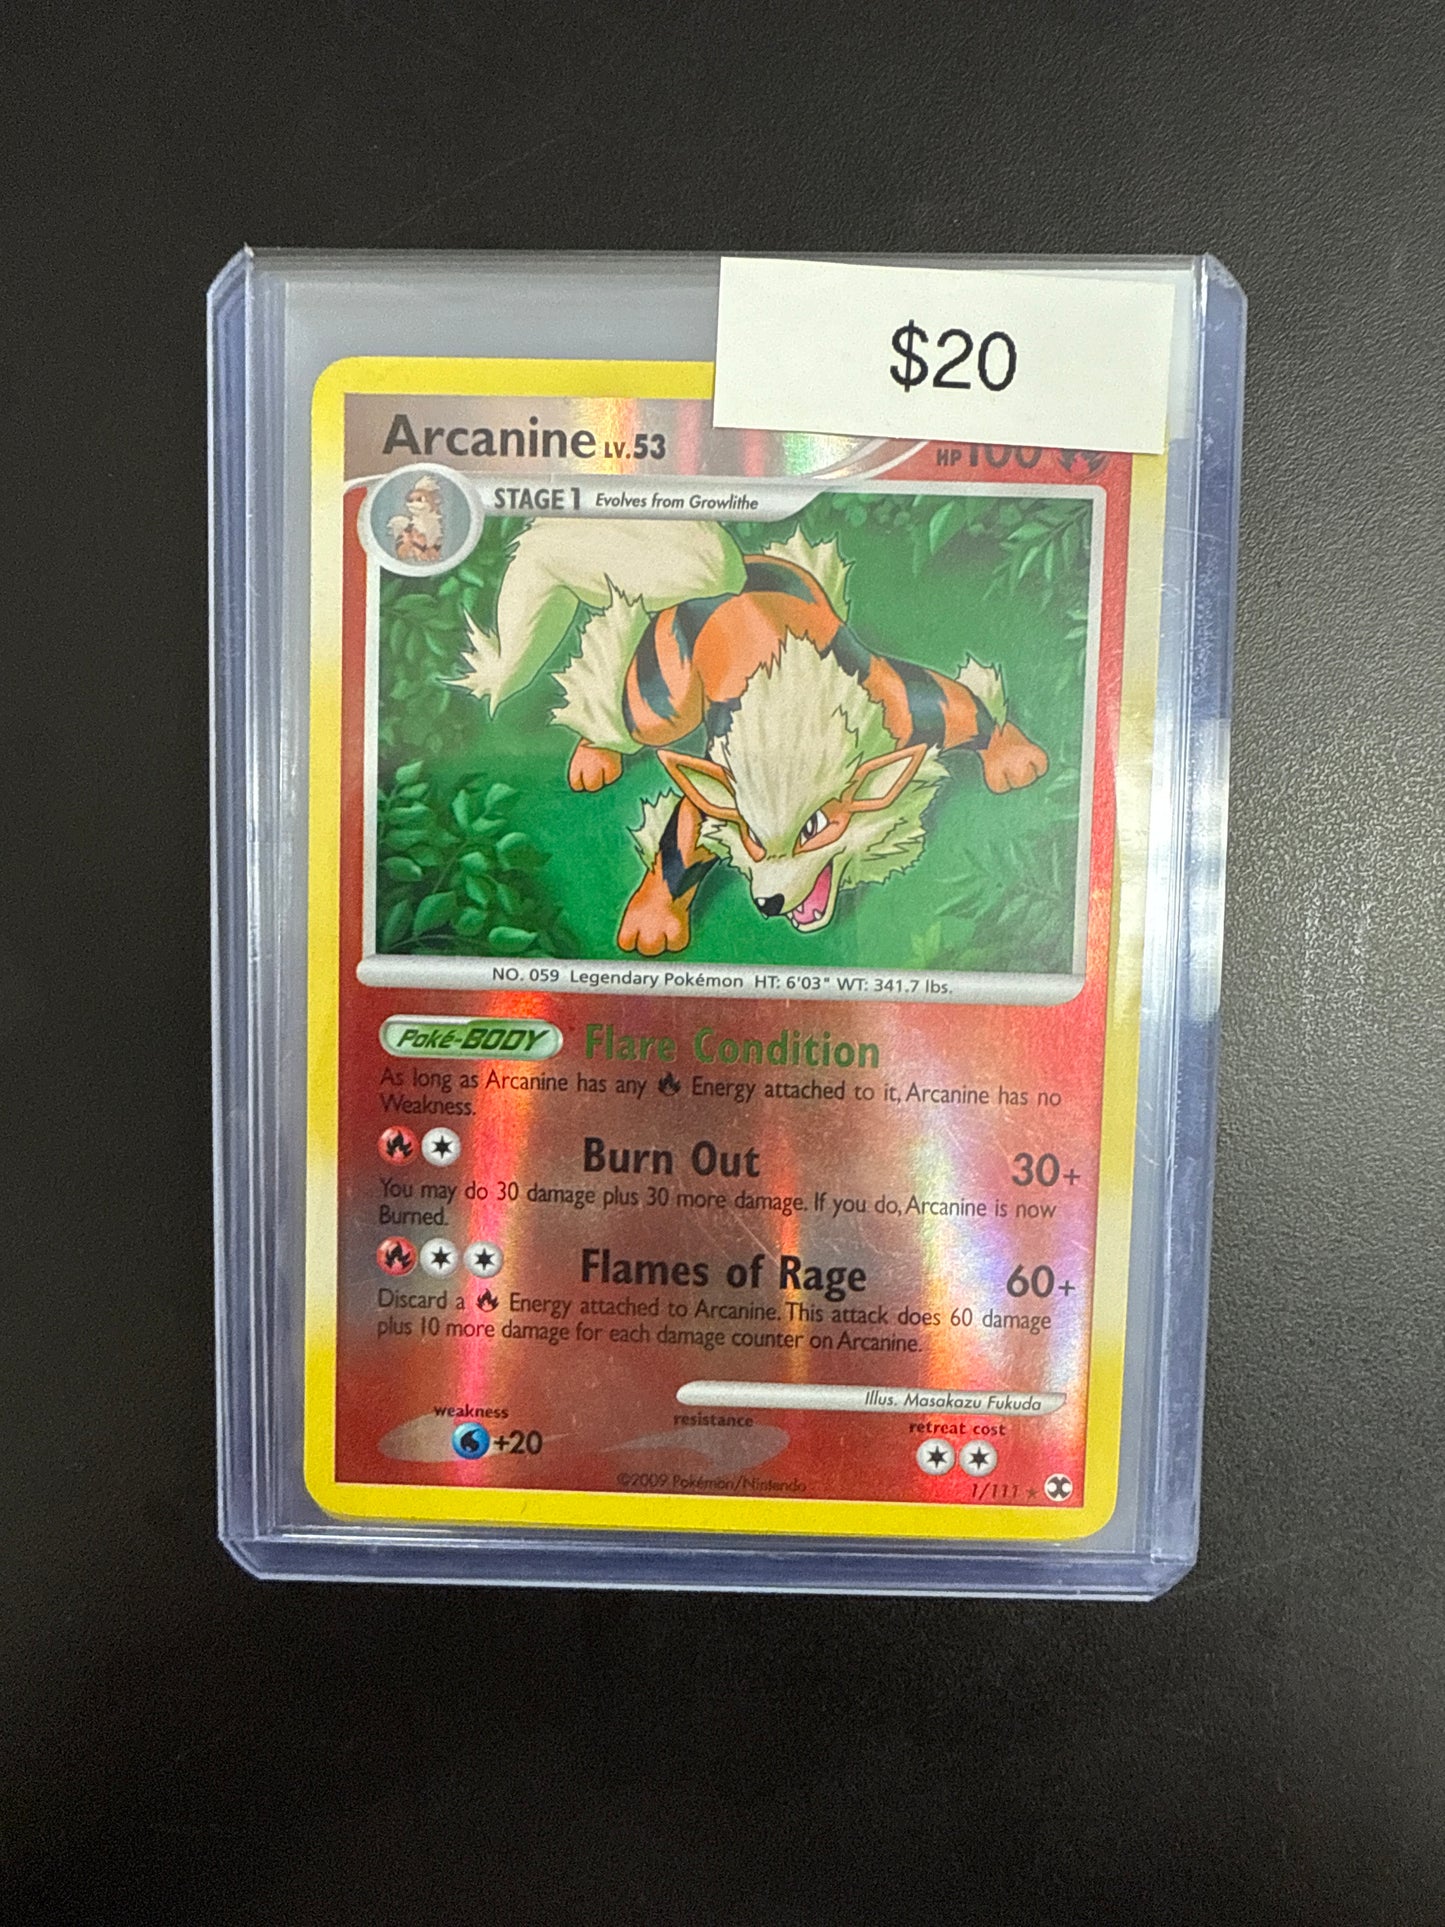 $20
Arcanine LV.53
HP 100
STAGE 1 Evolves from Growlithe
NO. 059 Legendary Pokémon HT: 6'03" WT: 341.7 lbs.
Poké-BODY Flare Condition
As long as Arcanine has any Energy attached to it, Arcanine has no
Weakness.
Burn Out 30+
You may do 30 damage plus 30 more damage. If you do, Arcanine is now
Burned.
Flames of Rage 60+
Discard a Energy attached to Arcanine. This attack does 60 damage
plus 10 more damage for each damage counter on Arcanine.
Illus. Masakazu Fukuda
weakness resistance retreat cost
+20
©2009 Pokémon/Nintendo
1/111